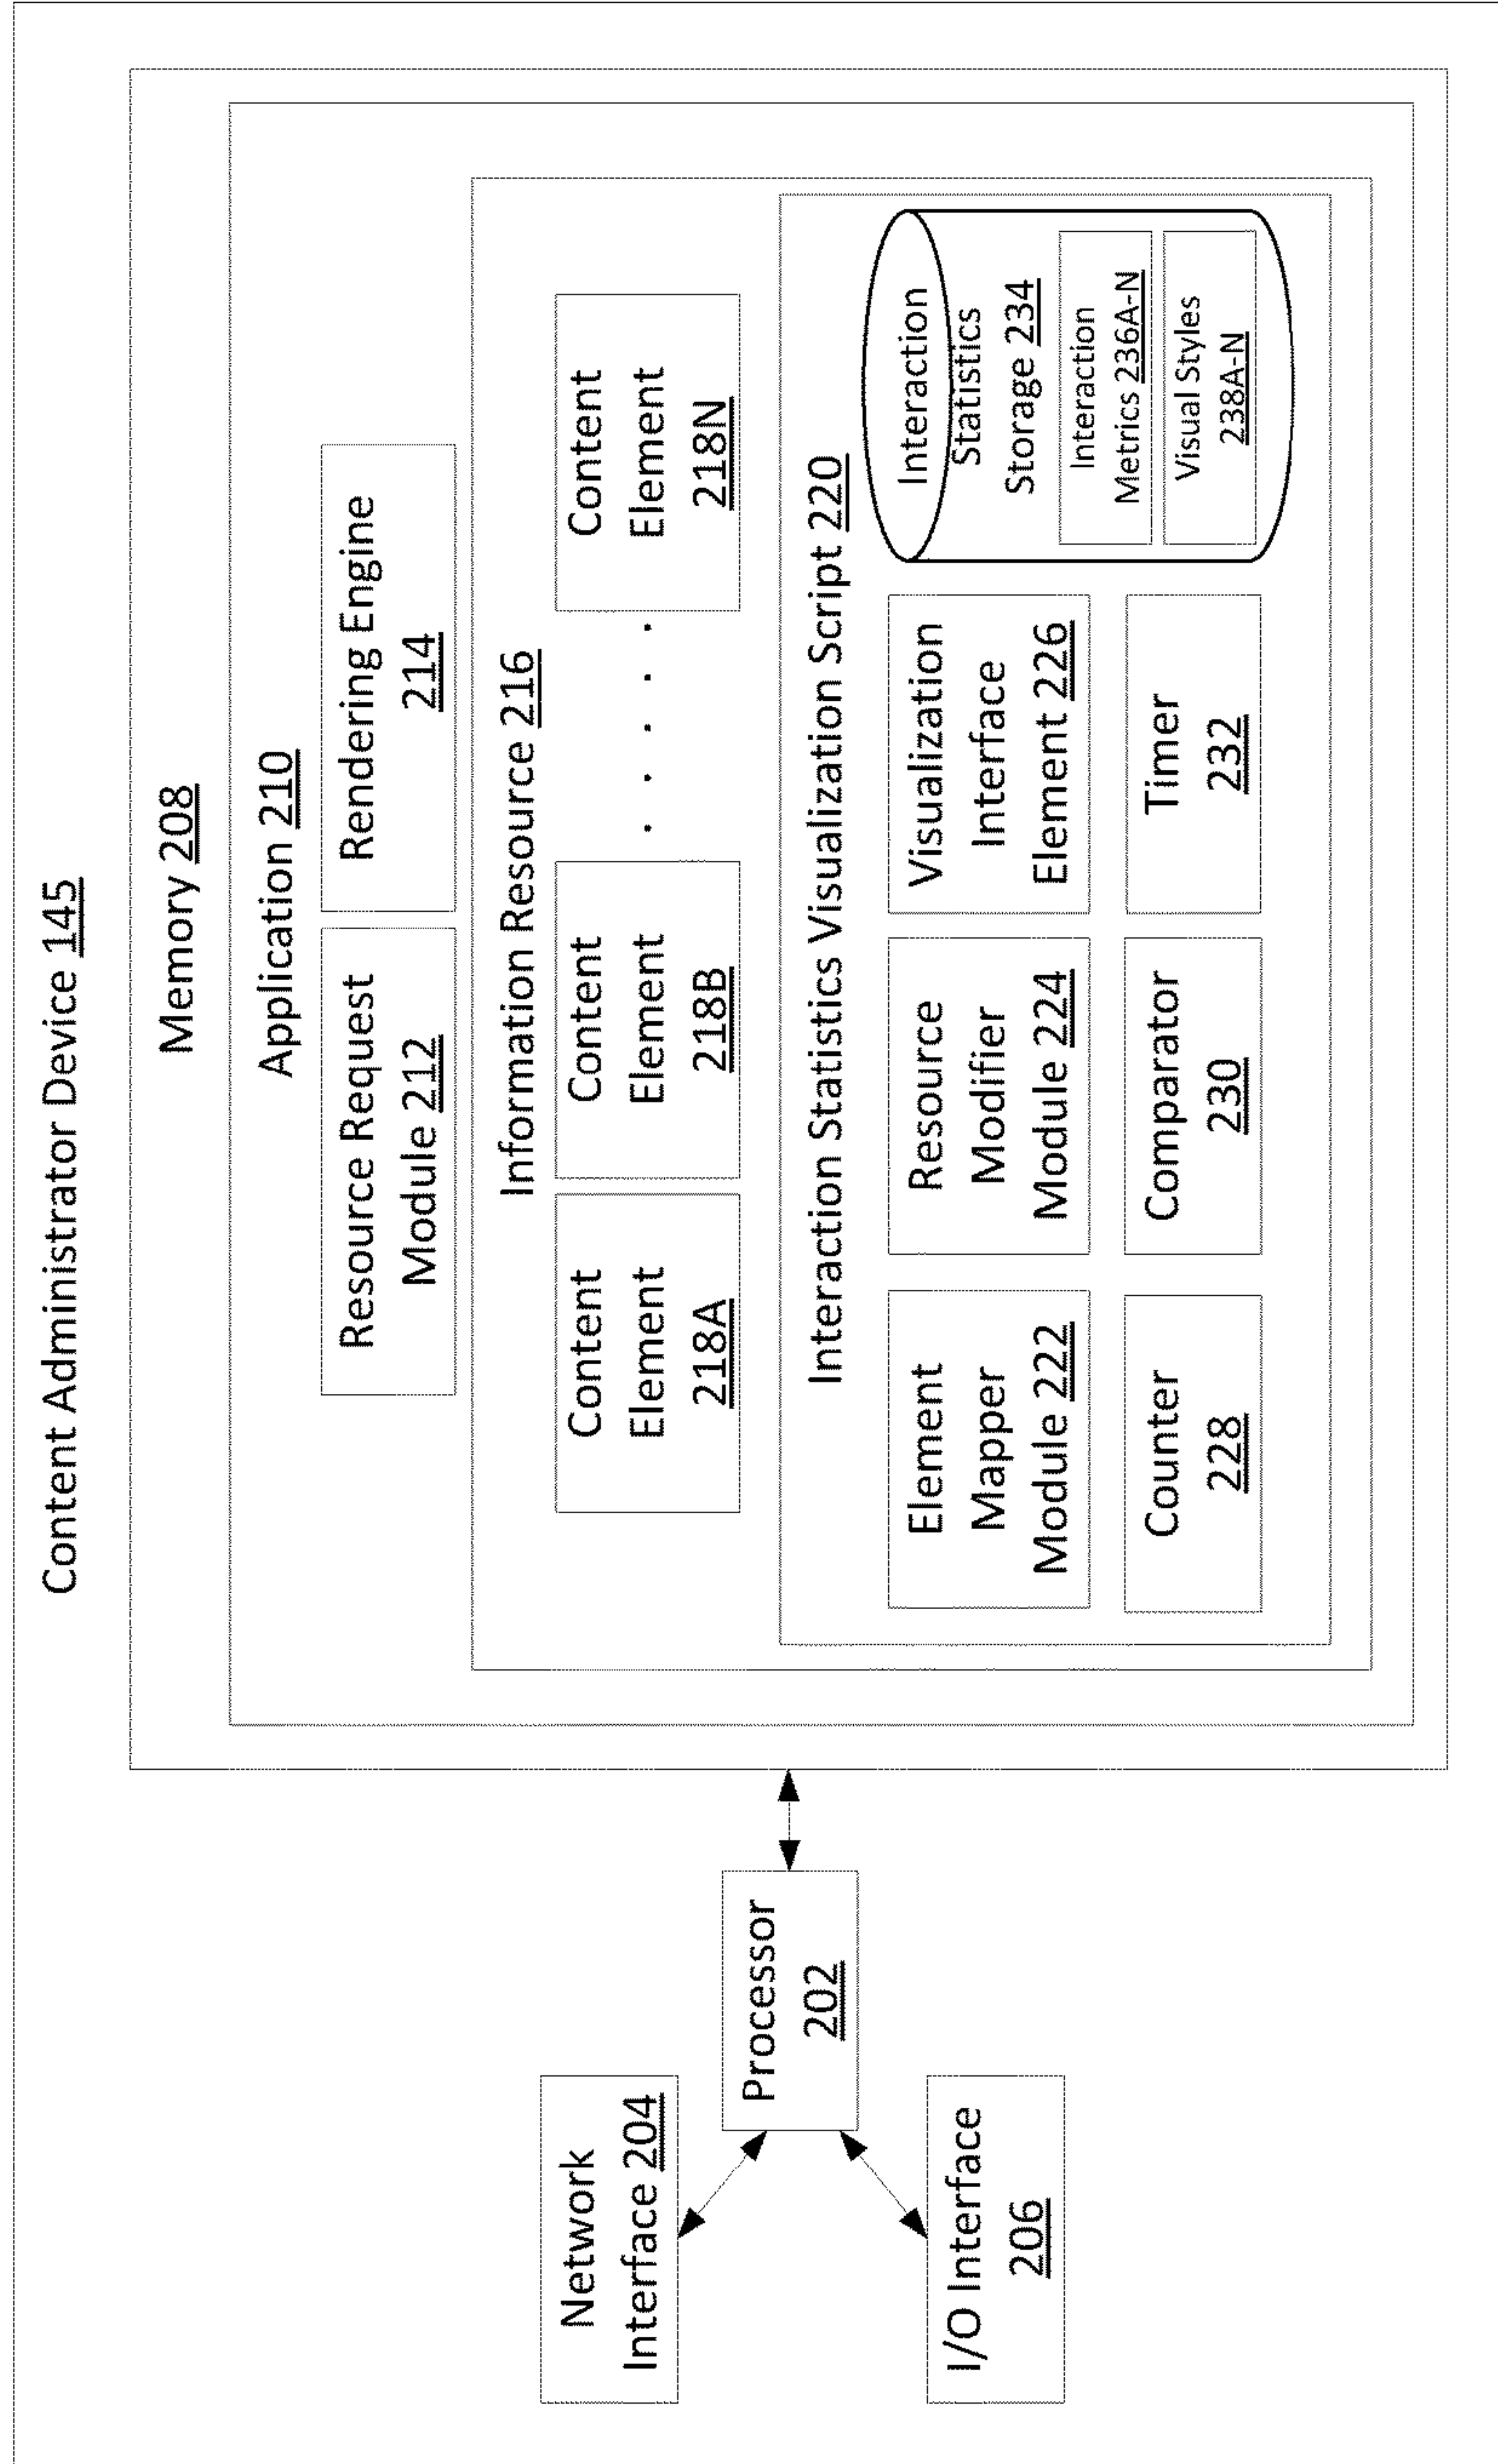 Content Administrator Device 145
Memory 208
Application 210
Resource Request
Module 212
Rendering Engine
214
Information Resource 216
Content
Element
218A
Content
Element
218B
. . . . .
Content
Element
218N
Interaction Statistics Visualization Script 220
Element
Mapper
Module 222
Resource
Modifier
Module 224
Visualization
Interface
Element 226
Counter
228
Comparator
230
Timer
232
Interaction
Statistics
Storage 234
Interaction
Metrics 236A-N
Visual Styles
238A-N
Network
Interface 204
Processor
202
I/O Interface
206